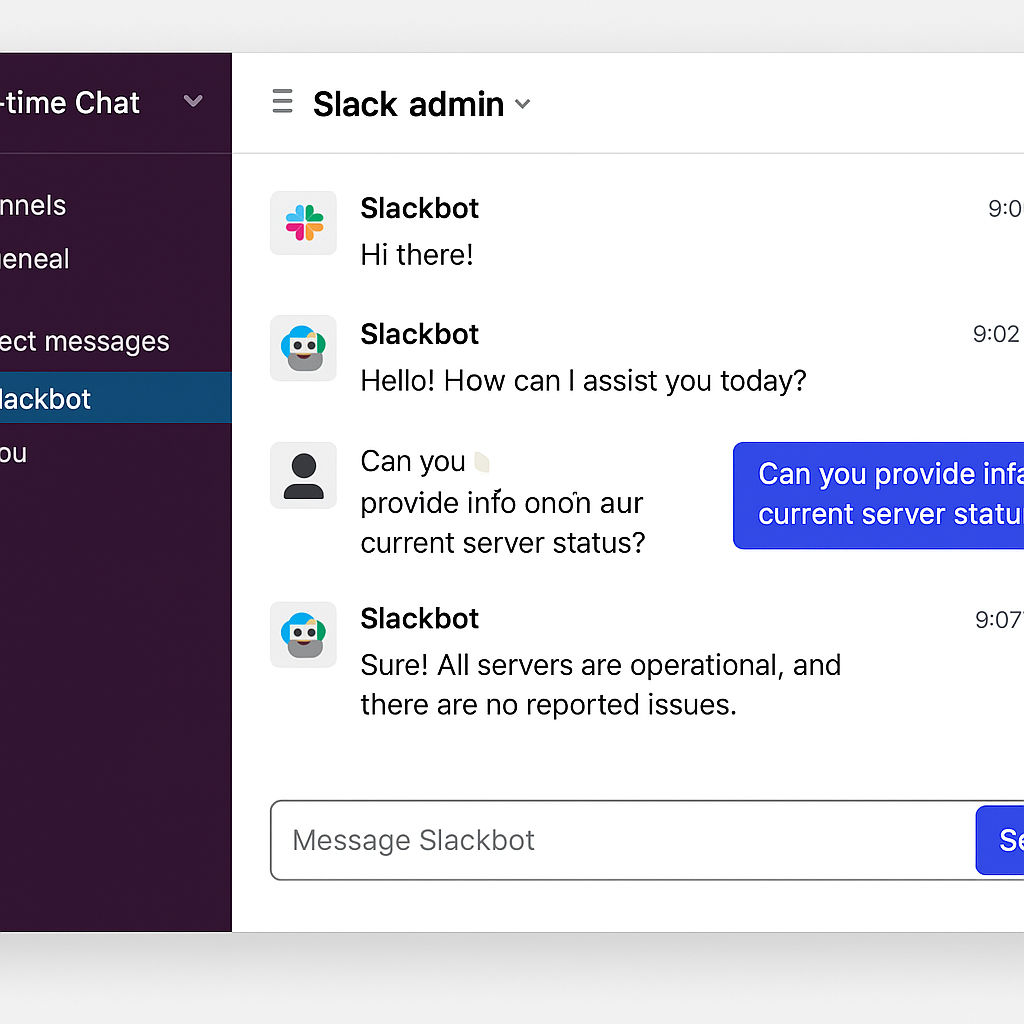 -time Chat
Slack admin
nnels
eneal
ect messages
lackbot
ou
Slackbot 9:0
Hi there!
Slackbot 9:02
Hello! How can I assist you today?
Can you
provide info onon aur
current server status?
Can you provide info
current server statu
Slackbot 9:07
Sure! All servers are operational, and
there are no reported issues.
Message Slackbot
Se